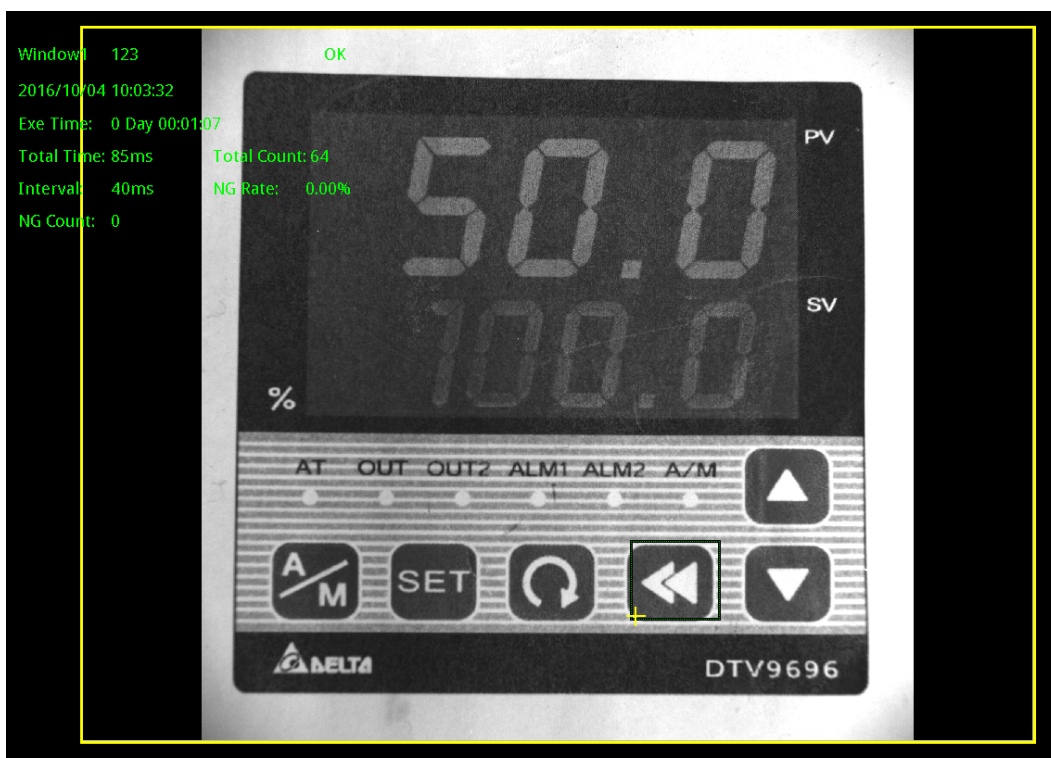 Window1 123 OK
2016/10/04 10:03:32
Exe Time: 0 Day 00:01:07
Total Time: 85ms Total Count: 64
Interval: 40ms NG Rate: 0.00%
NG Count: 0
PV
50.0
SV
100.0
%
AT OUT OUT2 ALM1 ALM2 A/M
A/M SET
DELTA DTV9696